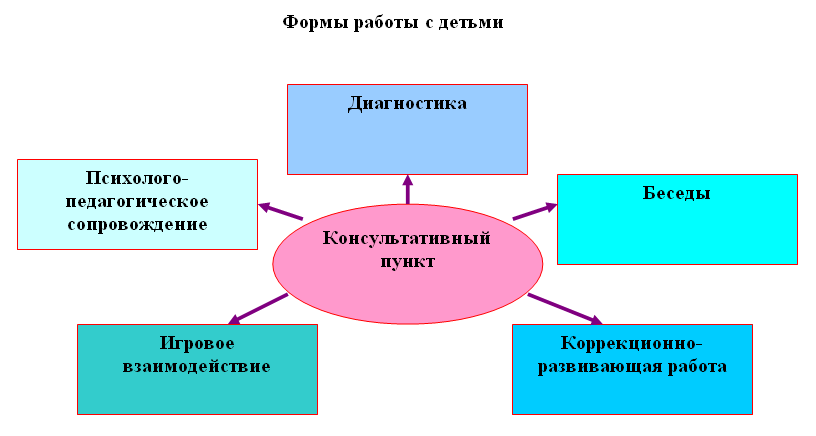 Формы работы с детьми
Диагностика
Психолого-
педагогическое
сопровождение
Беседы
Консультативный
пункт
Игровое
взаимодействие
Коррекционно-
развивающая работа